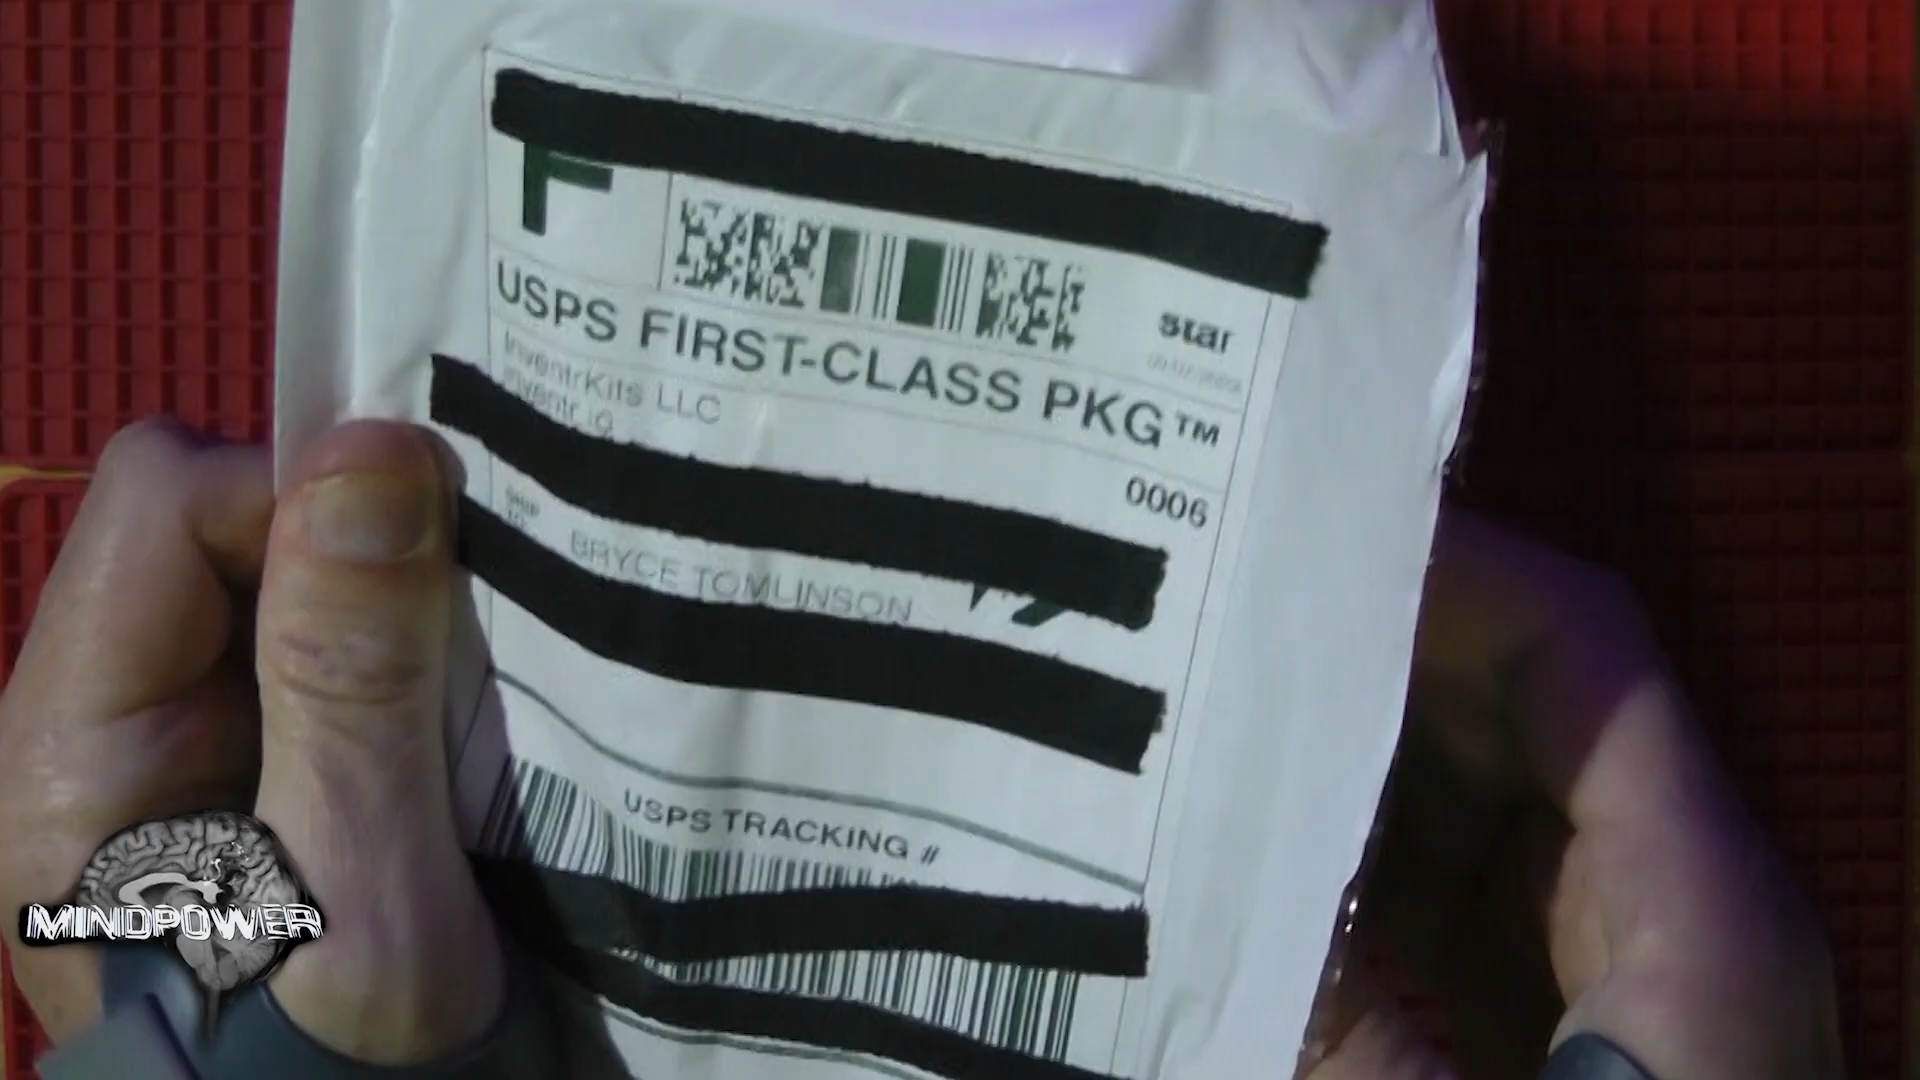 F
star
USPS FIRST-CLASS PKG™
InventrKits LLC
inventr.io
0006
SHIP
TO:
BRYCE TOMLINSON
USPS TRACKING #
MINDPOWER